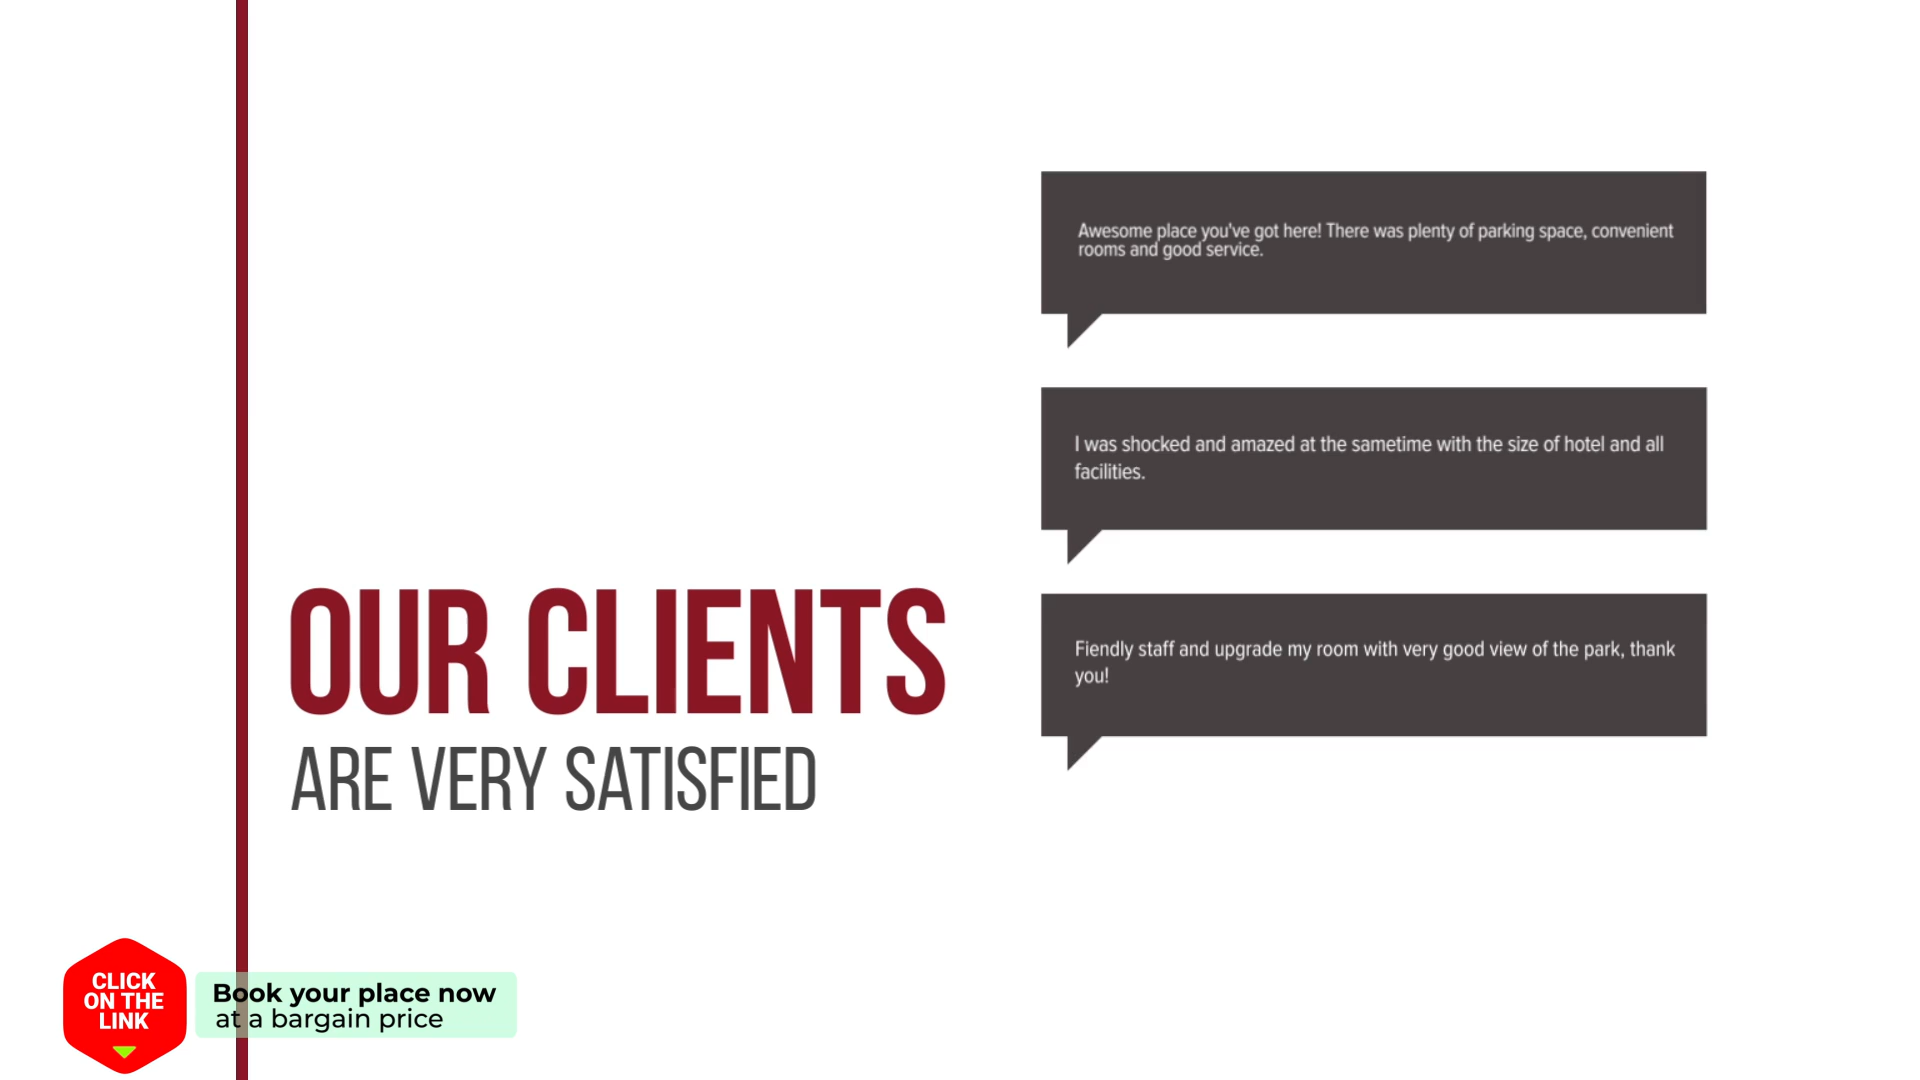 Awesome place you've got here! There was plenty of parking space, convenient
rooms and good service.
I was shocked and amazed at the sametime with the size of hotel and all
facilities.
Fiendly staff and upgrade my room with very good view of the park, thank
you!
OUR CLIENTS
ARE VERY SATISFIED
CLICK
ON THE
LINK
Book your place now
at a bargain price